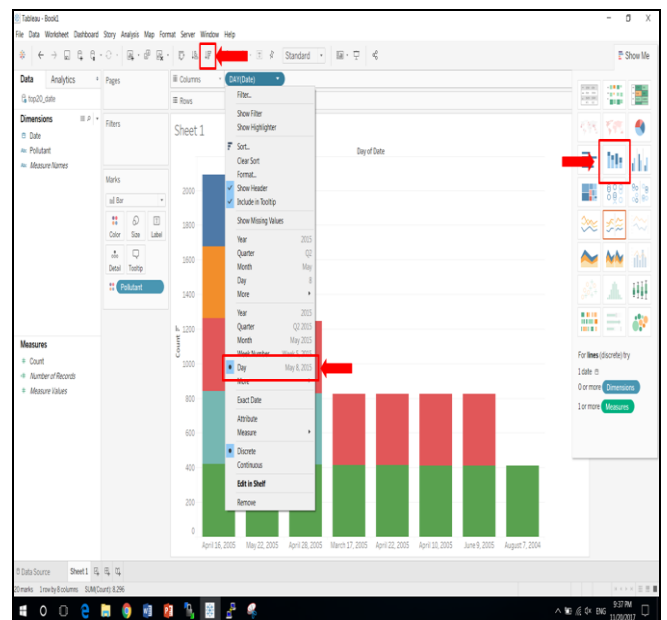 Tableau - Book1
File Data Worksheet Dashboard Story Analysis Map Format Server Window Help
Standard
Show Me
Data Analytics
Pages
Columns
DAY(Date)
top20_date
Rows
Dimensions
Date
Pollutant
Measure Names
Filters
Sheet 1
Day of Date
Marks
Bar
Color Size Label
Detail Tooltip
Pollutant
Measures
Count
Number of Records
Measure Values
Filter...
Show Filter
Show Highlighter
Sort...
Clear Sort
Format...
Show Header
Include in Tooltip
Show Missing Values
Year 2015
Quarter Q2
Month May
Day 8
More
Year 2015
Quarter Q2 2015
Month May 2015
Week Number Week 5, 2015
Day May 8, 2015
More
Exact Date
Attribute
Measure
Discrete
Continuous
Edit in Shelf
Remove
Count
2000
1800
1600
1400
1200
1000
800
600
400
200
0
April 16, 2005 May 22, 2005 April 28, 2005 March 17, 2005 April 22, 2005 April 10, 2005 June 9, 2005 August 7, 2004
For lines (discrete) try
1 date
0 or more Dimensions
1 or more Measures
Data Source Sheet 1
20 marks 1 row by 8 columns SUM(Count): 8,296
ENG
9:37 PM
11/20/2017